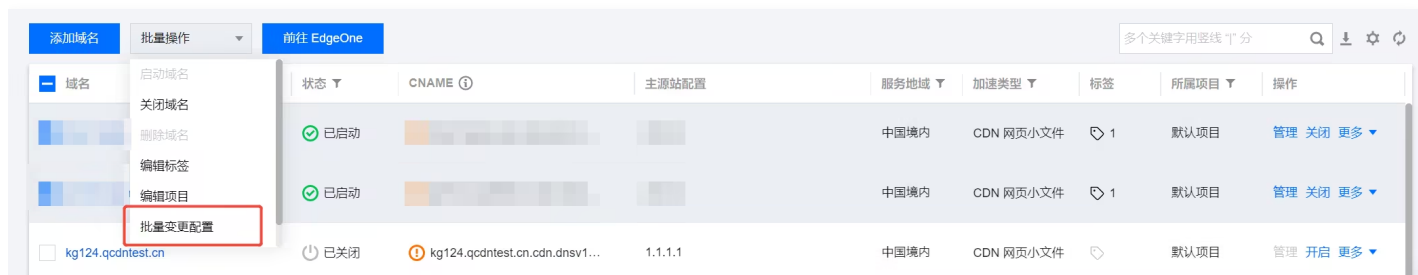 添加域名 批量操作 前往 EdgeOne 多个关键字用竖线 "|" 分
域名 状态 CNAME 主源站配置 服务地域 加速类型 标签 所属项目 操作
启动域名
关闭域名
删除域名
编辑标签
编辑项目
批量变更配置
已启动 中国境内 CDN 网页小文件 1 默认项目 管理 关闭 更多
已启动 中国境内 CDN 网页小文件 1 默认项目 管理 关闭 更多
kg124.qcdntest.cn 已关闭 kg124.qcdntest.cn.cdn.dnsv1... 1.1.1.1 中国境内 CDN 网页小文件 默认项目 管理 开启 更多